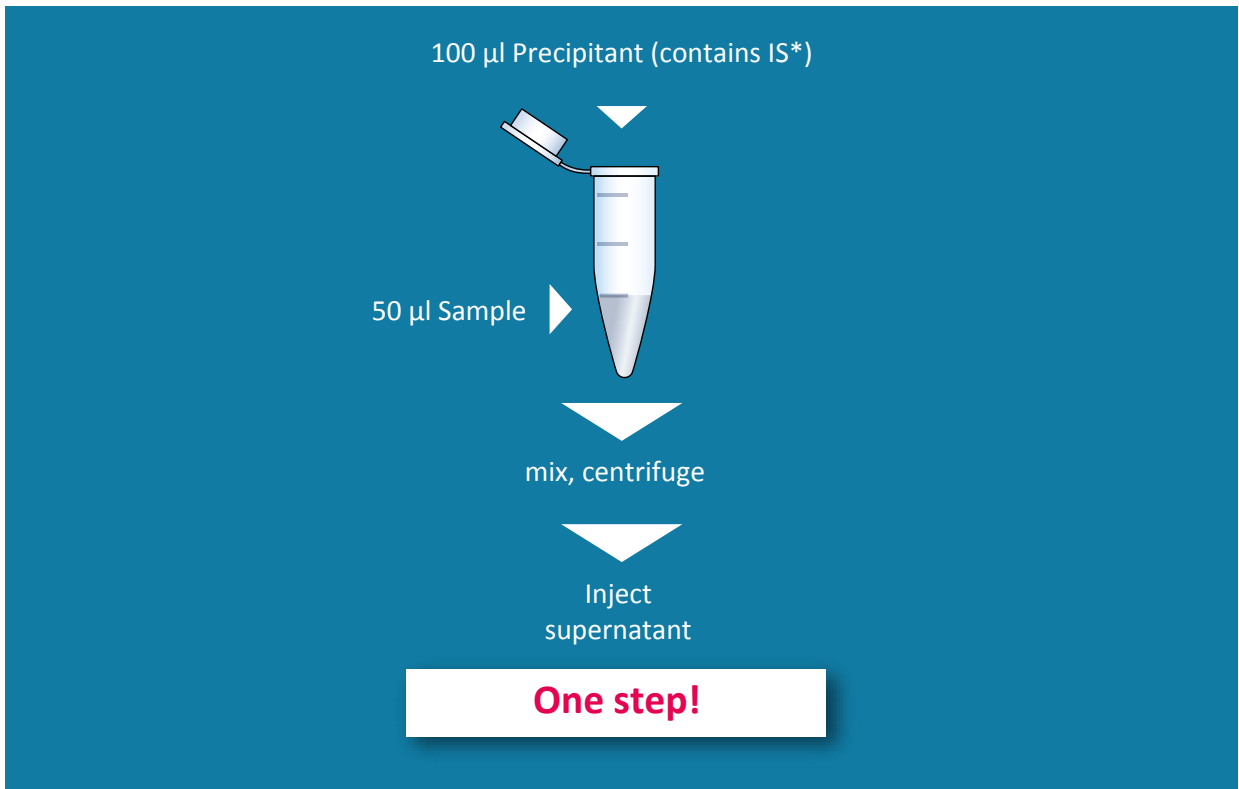 100 µl Precipitant (contains IS*)
50 µl Sample
mix, centrifuge
Inject
supernatant
One step!